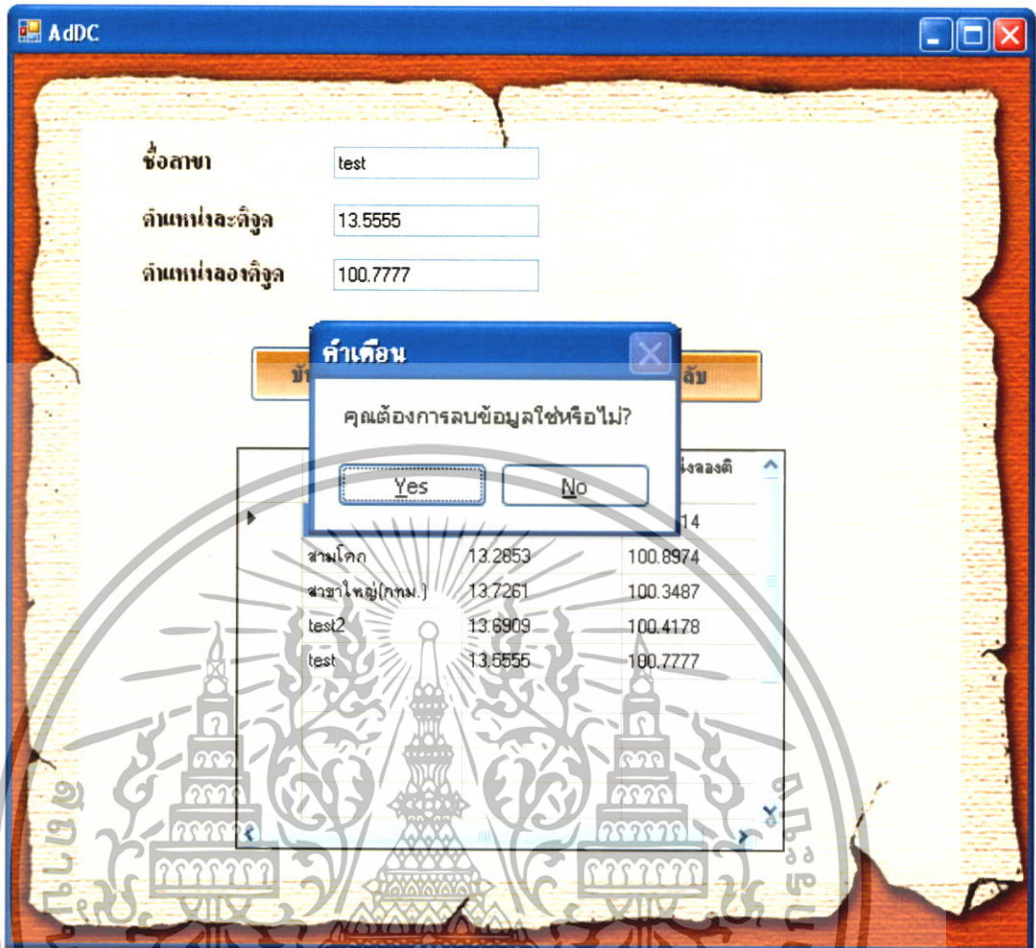 AdDC
ชื่อสาขา test
ตำแหน่งละติจูด 13.5555
ตำแหน่งลองติจูด 100.7777
คำเตือน
คุณต้องการลบข้อมูลใช่หรือไม่?
Yes No
14
สามโคก 13.2853 100.8974
สาขาใหญ่(กทม.) 13.7261 100.3487
test2 13.6909 100.4178
test 13.5555 100.7777